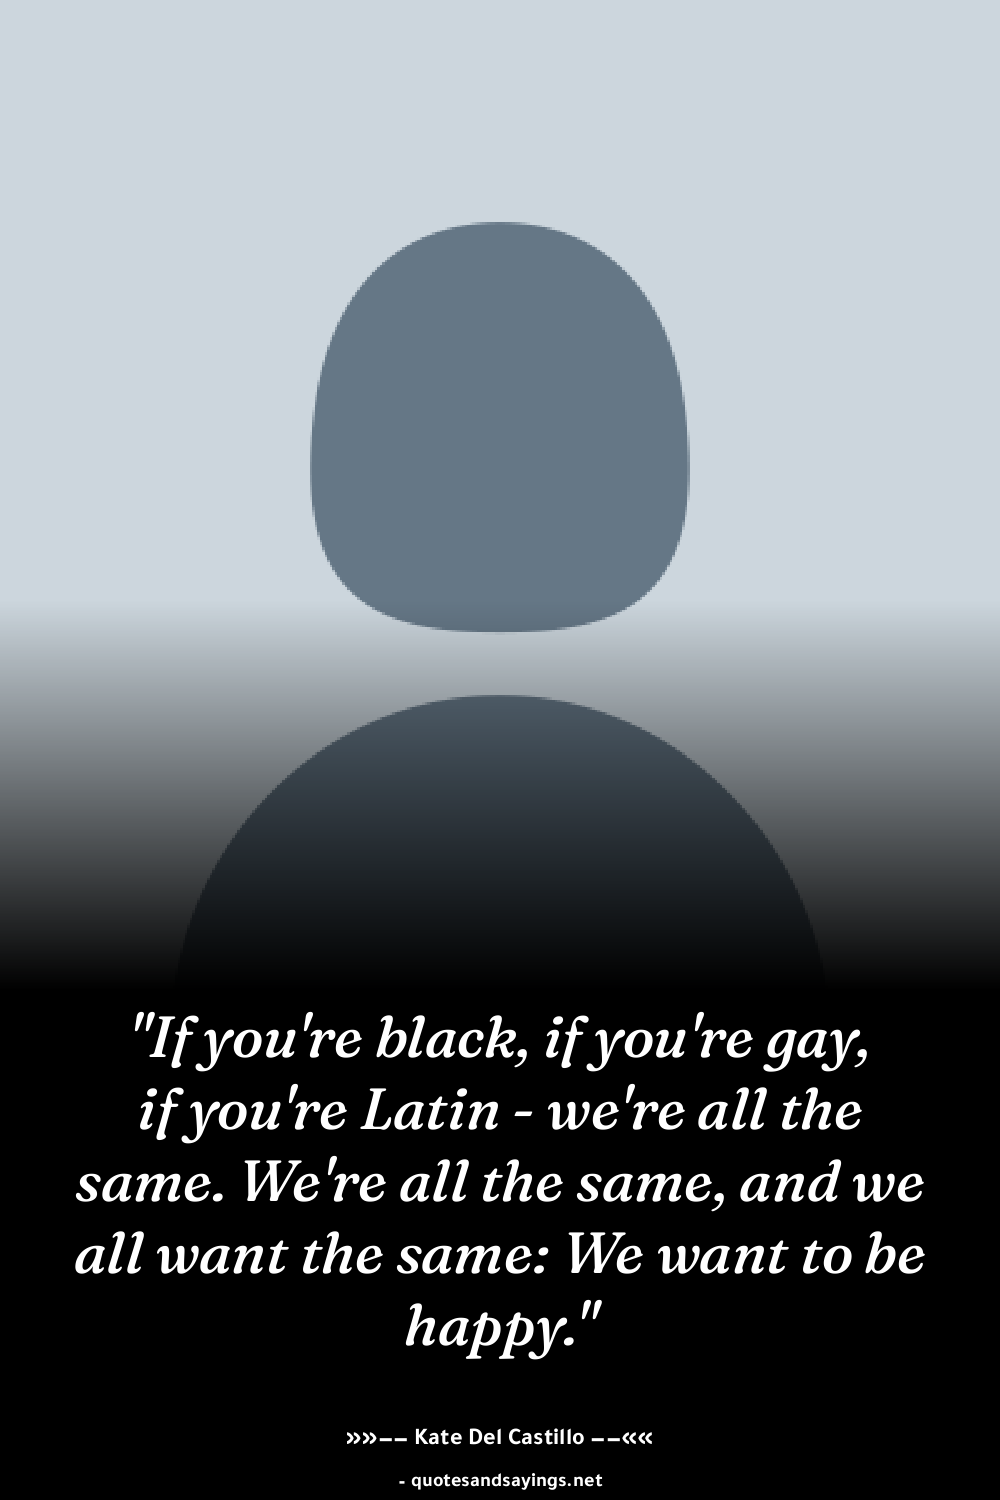 "If you're black, if you're gay,
if you're Latin - we're all the
same. We're all the same, and we
all want the same: We want to be
happy."
»»–– Kate Del Castillo ––««
- quotesandsayings.net